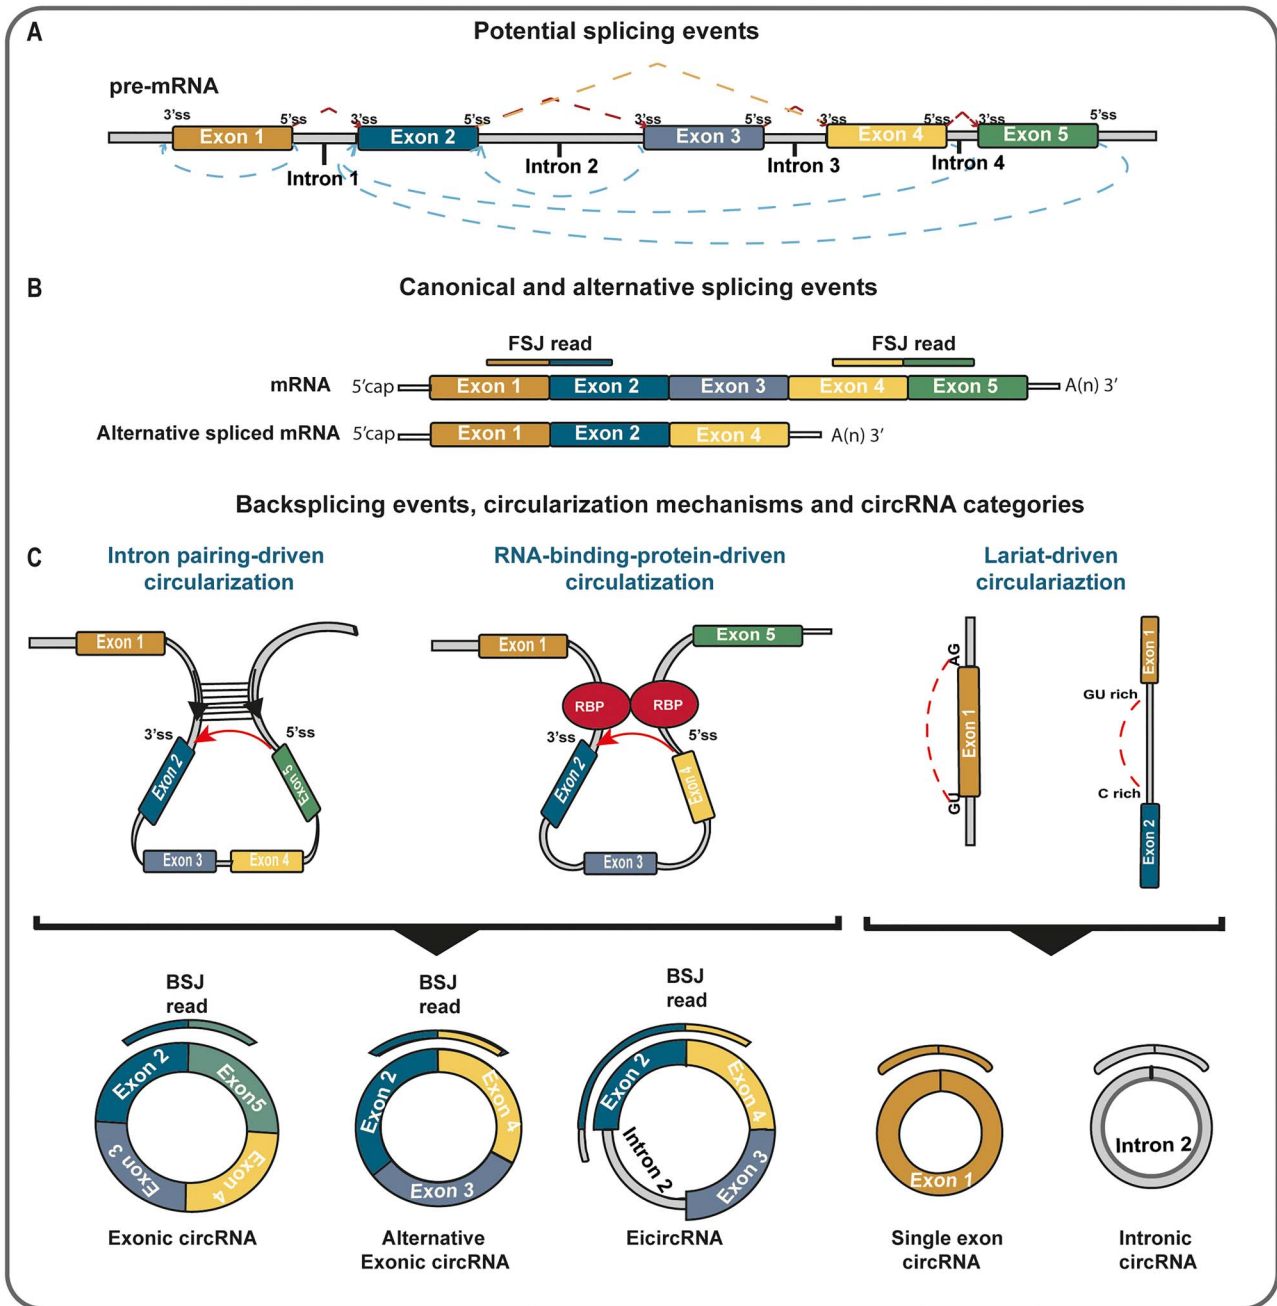 A
Potential splicing events
pre-mRNA
3'ss
5'ss
3'ss
5'ss
3'ss
5'ss
3'ss
5'ss
3'ss
5'ss
Exon 1
Exon 2
Exon 3
Exon 4
Exon 5
Intron 1
Intron 2
Intron 3
Intron 4
B
Canonical and alternative splicing events
FSJ read
FSJ read
mRNA
5'cap
Exon 1
Exon 2
Exon 3
Exon 4
Exon 5
A(n) 3'
Alternative spliced mRNA
5'cap
Exon 1
Exon 2
Exon 4
A(n) 3'
Backsplicing events, circularization mechanisms and circRNA categories
C
Intron pairing-driven
circularization
RNA-binding-protein-driven
circulatization
Lariat-driven
circulariaztion
Exon 1
3'ss
5'ss
Exon 2
Exon 5
Exon 3
Exon 4
Exon 1
Exon 5
RBP
RBP
3'ss
5'ss
Exon 2
Exon 4
Exon 3
AG
Exon 1
GU
Exon 1
GU rich
C rich
Exon 2
BSJ
read
Exon 2
Exon5
Exon 3
Exon 4
Exonic circRNA
BSJ
read
Exon 2
Exon 4
Exon 3
Alternative
Exonic circRNA
BSJ
read
Exon 2
Exon 4
Intron 2
Exon 3
EicircRNA
Exon 1
Single exon
circRNA
Intron 2
Intronic
circRNA